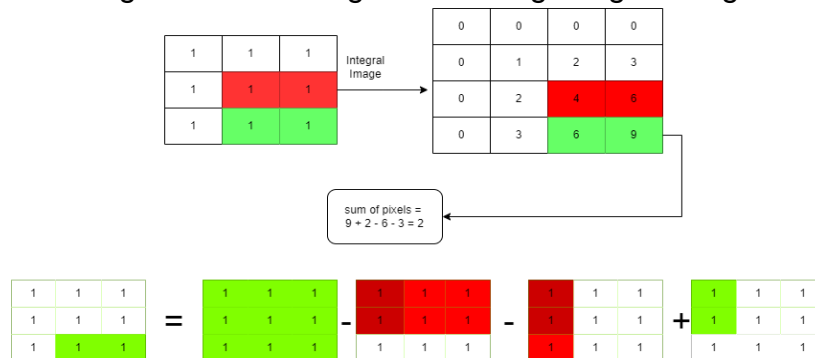 1 1 1
1 1 1
1 1 1
Integral
Image
0 0 0 0
0 1 2 3
0 2 4 6
0 3 6 9
sum of pixels =
9 + 2 - 6 - 3 = 2
1 1 1 1 1 1 1 1 1 1 1 1 1 1 1
1 1 1 = 1 1 1 - 1 1 1 - 1 1 1 + 1 1 1
1 1 1 1 1 1 1 1 1 1 1 1 1 1 1